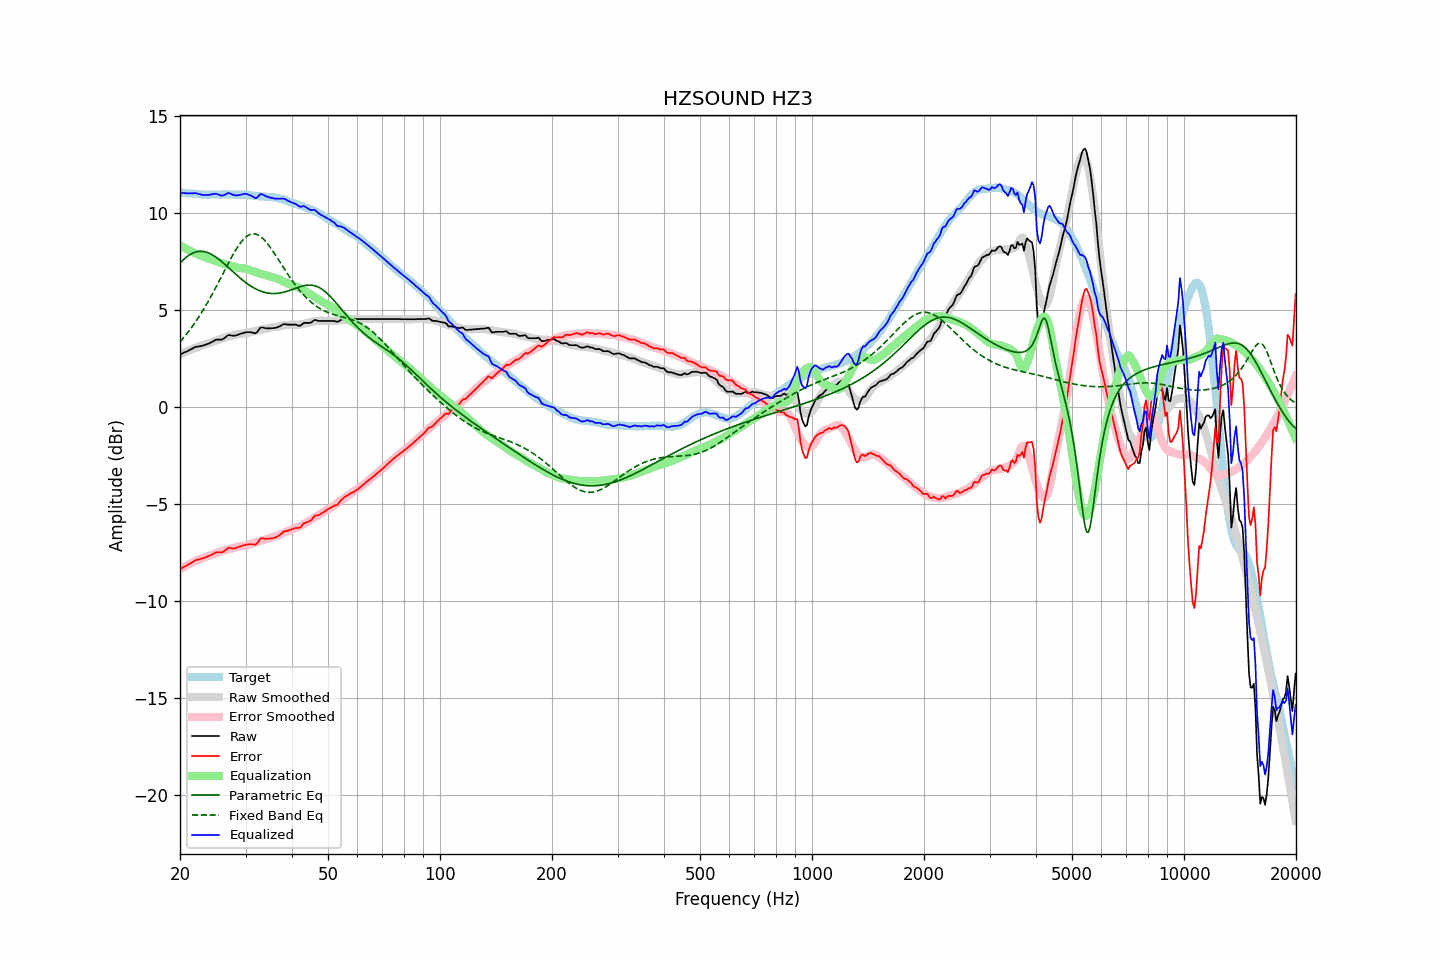 HZSOUND HZ3
Amplitude (dBr)
15
10
5
0
−5
−10
−15
−20
Target
Raw Smoothed
Error Smoothed
Raw
Error
Equalization
Parametric Eq
Fixed Band Eq
Equalized
20
50
100
200
500
1000
2000
5000
10000
20000
Frequency (Hz)